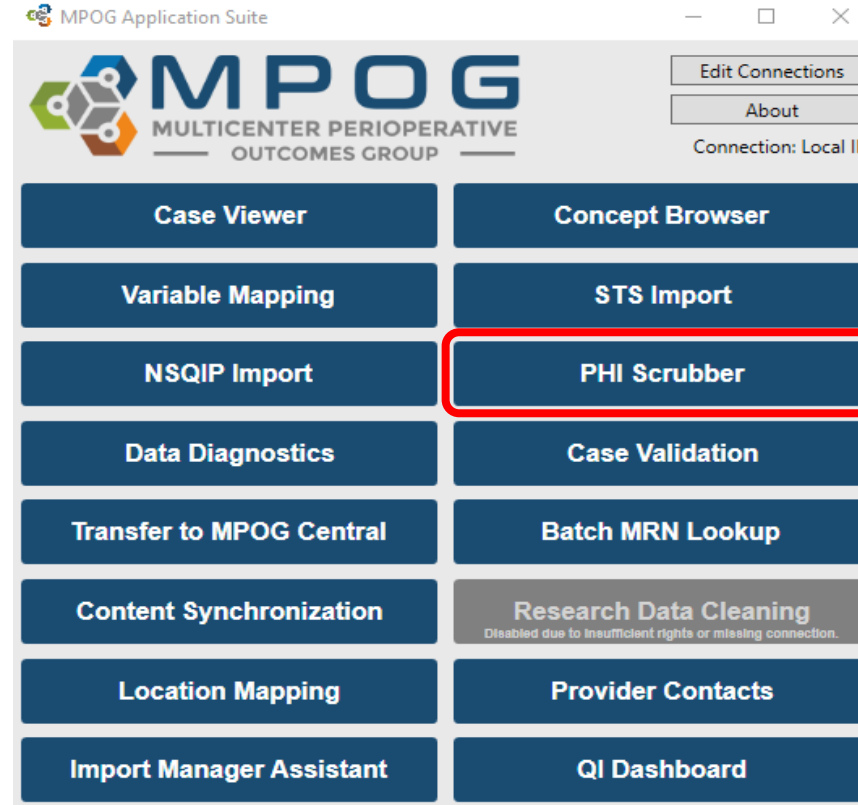 MPOG Application Suite
MPOG
MULTICENTER PERIOPERATIVE
OUTCOMES GROUP
Edit Connections
About
Connection: Local
Case Viewer
Concept Browser
Variable Mapping
STS Import
NSQIP Import
PHI Scrubber
Data Diagnostics
Case Validation
Transfer to MPOG Central
Batch MRN Lookup
Content Synchronization
Research Data Cleaning
Disabled due to insufficient rights or missing connection.
Location Mapping
Provider Contacts
Import Manager Assistant
QI Dashboard